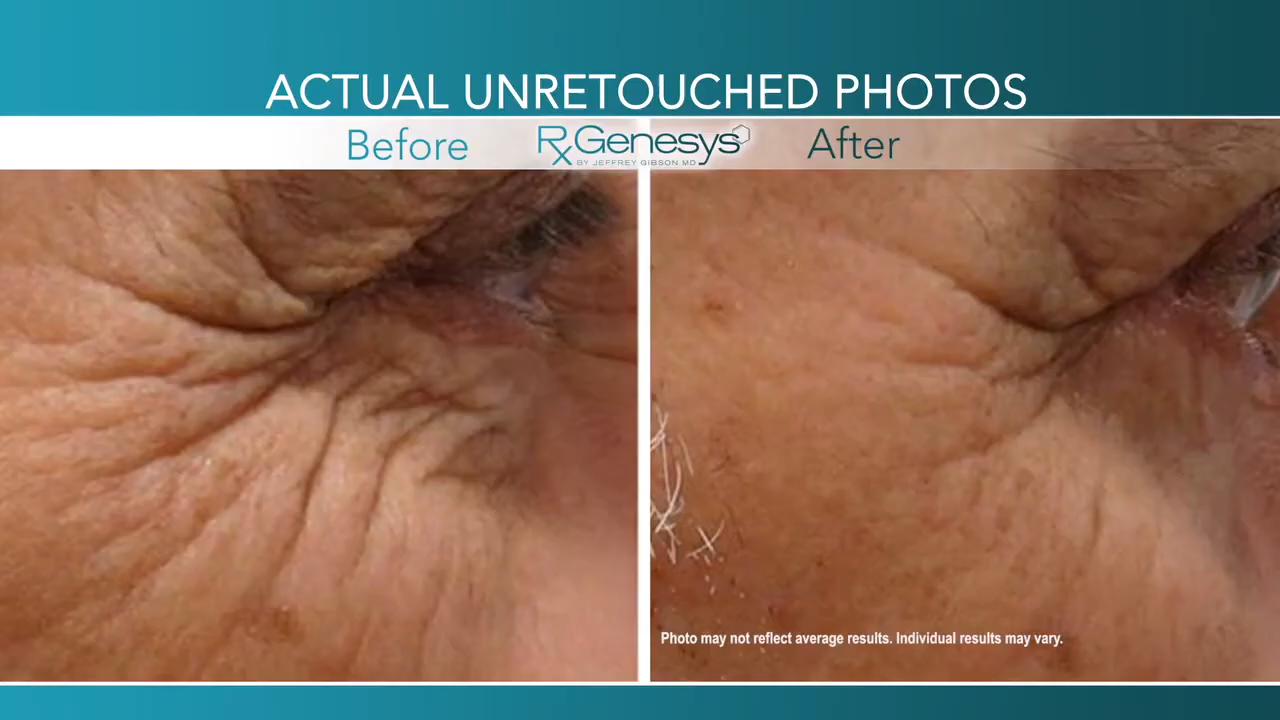 ACTUAL UNRETOUCHED PHOTOS
Before
RxGenesys
BY JEFFREY GIBSON MD
After
Photo may not reflect average results. Individual results may vary.